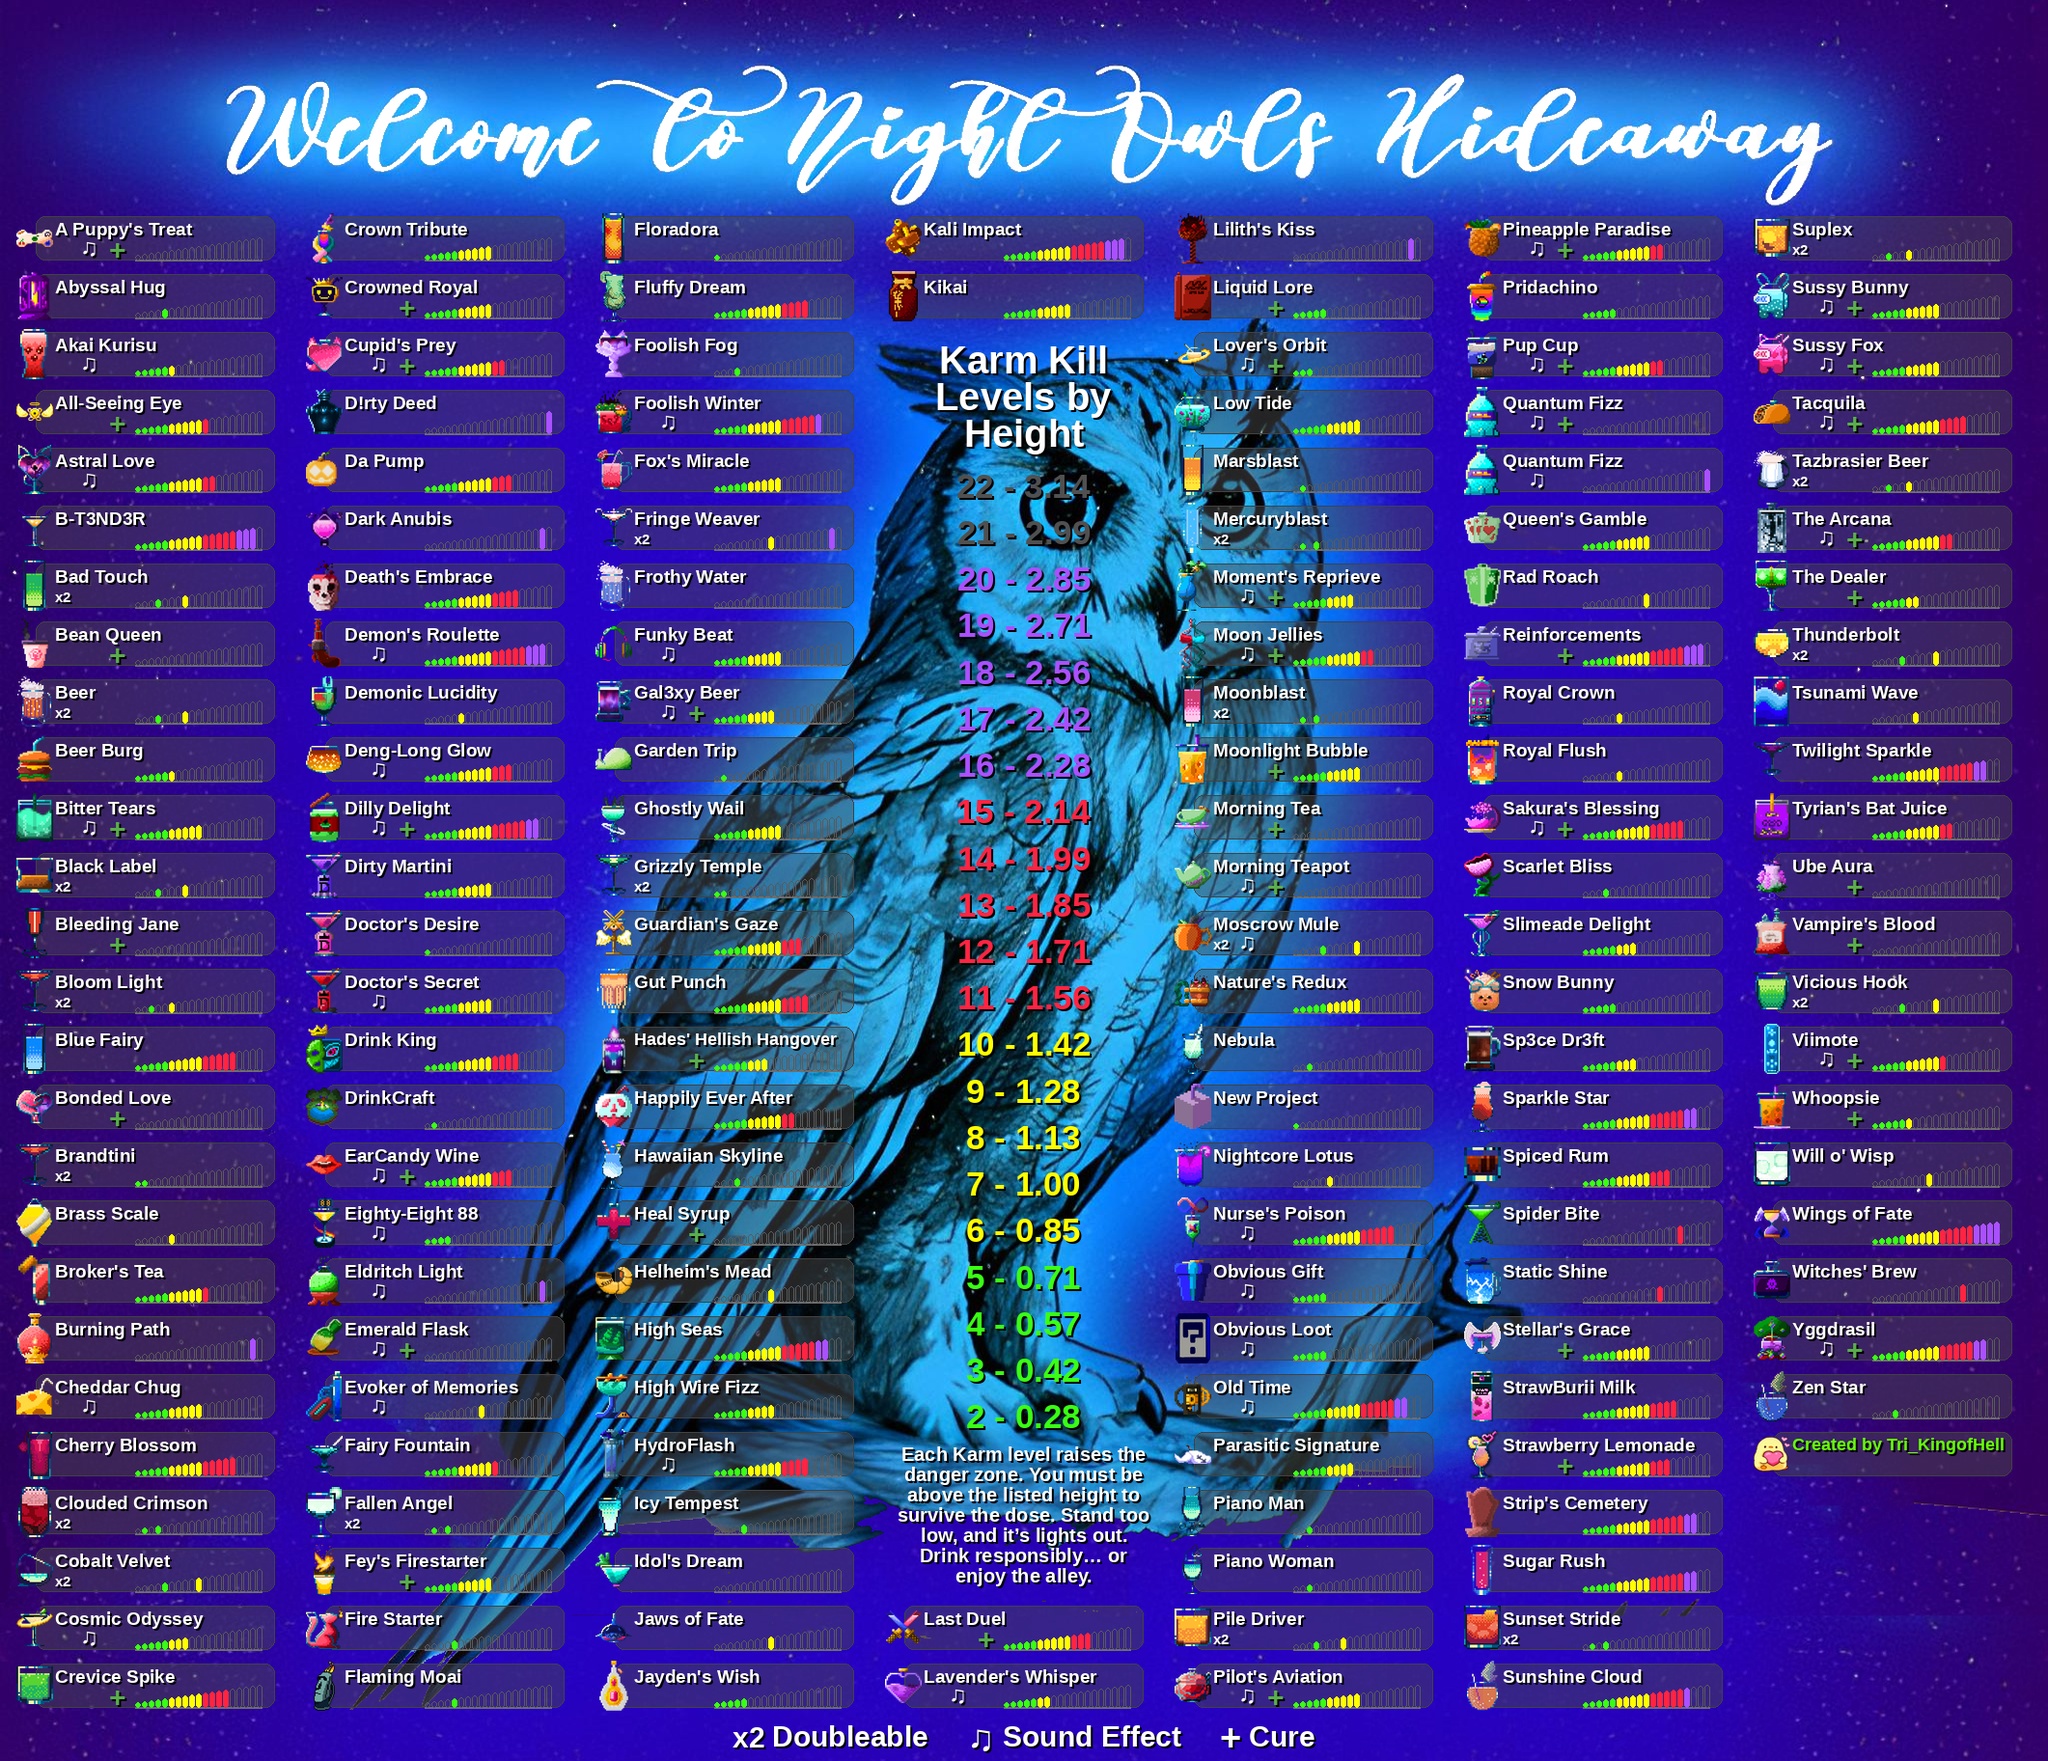 Welcome to Night Owls Hideaway
A Puppy's Treat
♫ +
Abyssal Hug
Akai Kurisu
♫
All-Seeing Eye
+
Astral Love
♫
B-T3ND3R
Bad Touch
x2
Bean Queen
+
Beer
x2
Beer Burg
Bitter Tears
♫ +
Black Label
x2
Bleeding Jane
+
Bloom Light
x2
Blue Fairy
Bonded Love
+
Brandtini
x2
Brass Scale
Broker's Tea
Burning Path
Cheddar Chug
♫
Cherry Blossom
Clouded Crimson
x2
Cobalt Velvet
x2
Cosmic Odyssey
♫
Crevice Spike
+
Crown Tribute
Crowned Royal
+
Cupid's Prey
♫ +
D!rty Deed
Da Pump
Dark Anubis
Death's Embrace
Demon's Roulette
♫
Demonic Lucidity
Deng-Long Glow
♫
Dilly Delight
♫ +
Dirty Martini
Doctor's Desire
Doctor's Secret
♫
Drink King
DrinkCraft
EarCandy Wine
♫ +
Eighty-Eight 88
♫
Eldritch Light
♫
Emerald Flask
♫ +
Evoker of Memories
♫
Fairy Fountain
Fallen Angel
x2
Fey's Firestarter
+
Fire Starter
Flaming Moai
Floradora
Fluffy Dream
Foolish Fog
Foolish Winter
♫
Fox's Miracle
Fringe Weaver
x2
Frothy Water
Funky Beat
♫
Gal3xy Beer
♫ +
Garden Trip
Ghostly Wail
Grizzly Temple
x2
Guardian's Gaze
Gut Punch
Hades' Hellish Hangover
+
Happily Ever After
Hawaiian Skyline
Heal Syrup
+
Helheim's Mead
High Seas
High Wire Fizz
HydroFlash
♫
Icy Tempest
Idol's Dream
Jaws of Fate
Jayden's Wish
Kali Impact
Kikai
Karm Kill
Levels by
Height
22 - 3.14
21 - 2.99
20 - 2.85
19 - 2.71
18 - 2.56
17 - 2.42
16 - 2.28
15 - 2.14
14 - 1.99
13 - 1.85
12 - 1.71
11 - 1.56
10 - 1.42
9 - 1.28
8 - 1.13
7 - 1.00
6 - 0.85
5 - 0.71
4 - 0.57
3 - 0.42
2 - 0.28
Each Karm level raises the
danger zone. You must be
above the listed height to
survive the dose. Stand too
low, and it's lights out.
Drink responsibly… or
enjoy the alley.
Last Duel
+
Lavender's Whisper
♫
Lilith's Kiss
Liquid Lore
+
Lover's Orbit
♫ +
Low Tide
Marsblast
Mercuryblast
x2
Moment's Reprieve
♫ +
Moon Jellies
♫ +
Moonblast
x2
Moonlight Bubble
+
Morning Tea
+
Morning Teapot
♫ +
Moscrow Mule
x2 ♫
Nature's Redux
Nebula
New Project
Nightcore Lotus
Nurse's Poison
♫
Obvious Gift
♫
Obvious Loot
♫
Old Time
♫
Parasitic Signature
Piano Man
Piano Woman
Pile Driver
x2
Pilot's Aviation
♫ +
Pineapple Paradise
♫ +
Pridachino
Pup Cup
♫ +
Quantum Fizz
♫ +
Quantum Fizz
♫
Queen's Gamble
Rad Roach
Reinforcements
+
Royal Crown
Royal Flush
Sakura's Blessing
♫ +
Scarlet Bliss
Slimeade Delight
Snow Bunny
Sp3ce Dr3ft
Sparkle Star
Spiced Rum
Spider Bite
Static Shine
Stellar's Grace
+
StrawBurii Milk
Strawberry Lemonade
+
Strip's Cemetery
Sugar Rush
Sunset Stride
x2
Sunshine Cloud
Suplex
x2
Sussy Bunny
♫ +
Sussy Fox
♫ +
Tacquila
♫ +
Tazbrasier Beer
x2
The Arcana
♫ +
The Dealer
+
Thunderbolt
x2
Tsunami Wave
Twilight Sparkle
Tyrian's Bat Juice
Ube Aura
+
Vampire's Blood
+
Vicious Hook
x2
Viimote
♫ +
Whoopsie
+
Will o' Wisp
Wings of Fate
Witches' Brew
Yggdrasil
♫ +
Zen Star
Created by Tri_KingofHell
x2 Doubleable ♫ Sound Effect + Cure